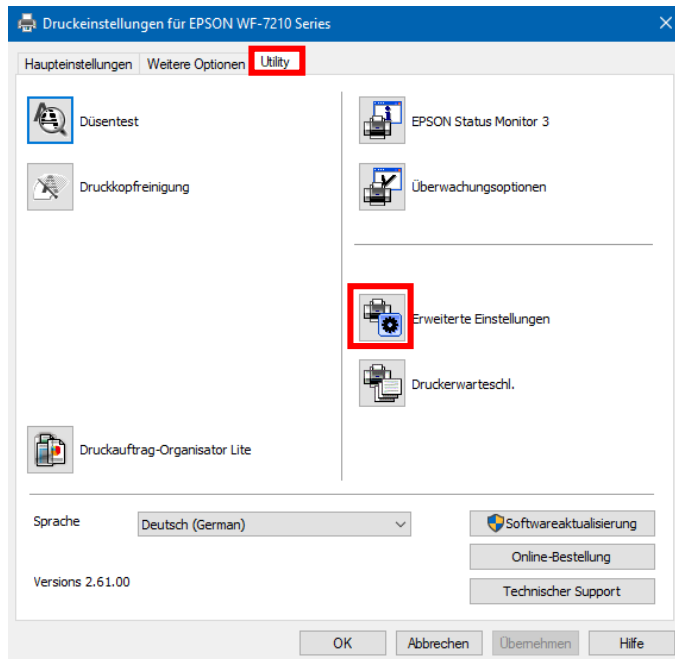 Druckeinstellungen für EPSON WF-7210 Series
Haupteinstellungen Weitere Optionen Utility
Düsentest
EPSON Status Monitor 3
Druckkopfreinigung
Überwachungsoptionen
Erweiterte Einstellungen
Druckerwarteschl.
Druckauftrag-Organisator Lite
Sprache Deutsch (German) Softwareaktualisierung
Online-Bestellung
Versions 2.61.00
Technischer Support
OK Abbrechen Übernehmen Hilfe